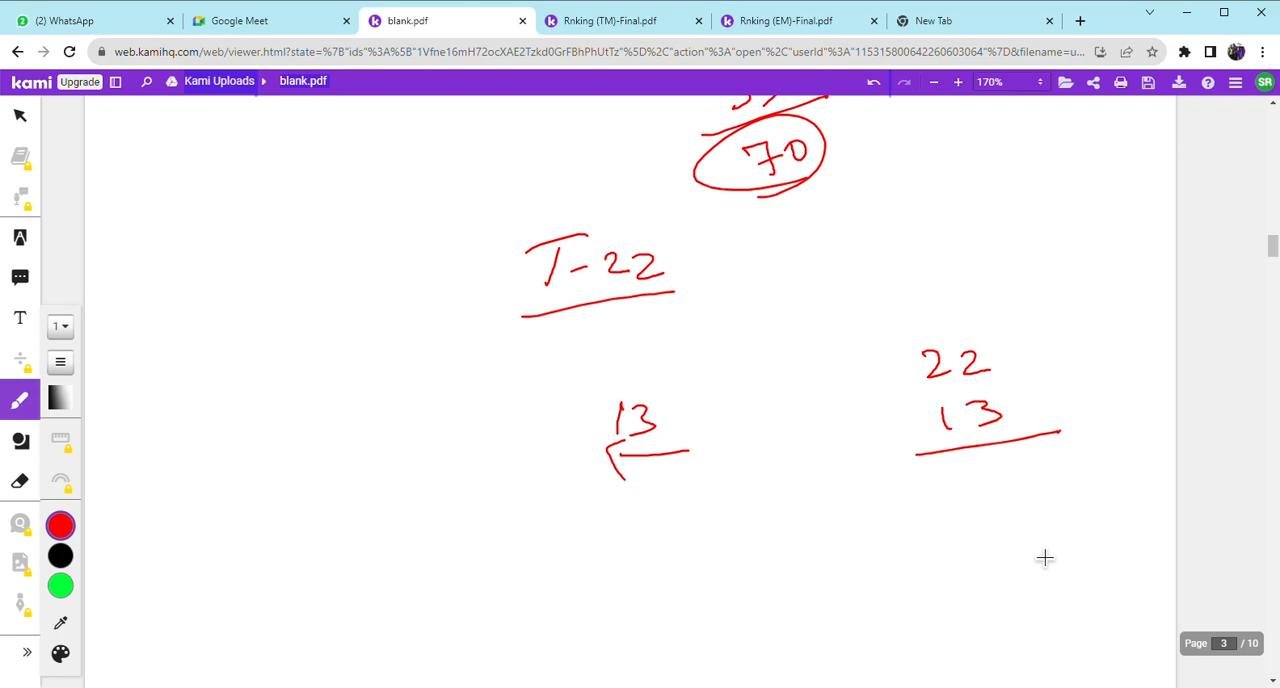 (2) WhatsApp
Google Meet
blank.pdf
Rnking (TM)-Final.pdf
Rnking (EM)-Final.pdf
New Tab
web.kamihq.com/web/viewer.html?state=%7B"ids"%3A%5B"1Vfne16mH72ocXAE2Tzkd0GrFBhPhUtTz"%5D%2C"action"%3A"open"%2C"userId"%3A"115315800642260603064"%7D&filename=u...
kami Upgrade Kami Uploads blank.pdf 170% SR
70
T-22
22
13
13
1
T
Page 3 / 10